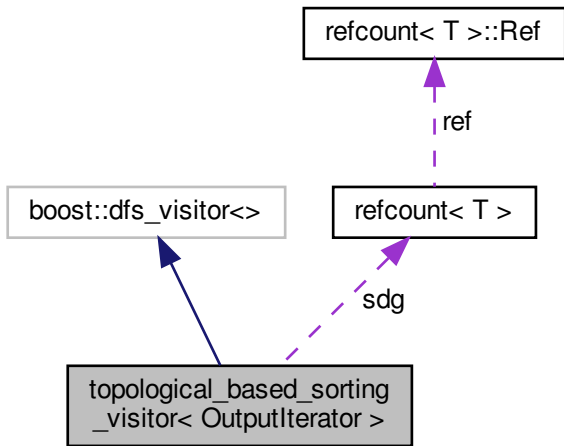 refcount< T >::Ref
ref
boost::dfs_visitor<>
refcount< T >
sdg
topological_based_sorting
_visitor< OutputIterator >